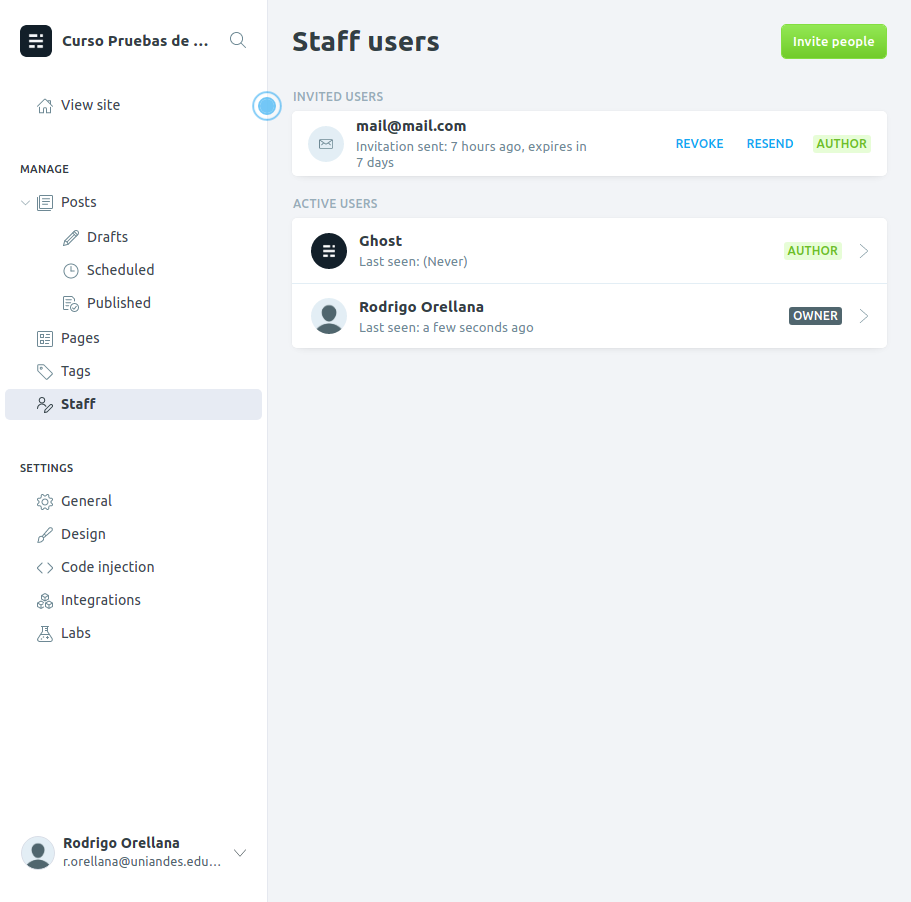 Curso Pruebas de ...
View site
MANAGE
Posts
Drafts
Scheduled
Published
Pages
Tags
Staff
SETTINGS
General
Design
Code injection
Integrations
Labs
Rodrigo Orellana
r.orellana@uniandes.edu...
Staff users
Invite people
INVITED USERS
mail@mail.com
Invitation sent: 7 hours ago, expires in
7 days
REVOKE RESEND AUTHOR
ACTIVE USERS
Ghost
Last seen: (Never)
AUTHOR
Rodrigo Orellana
Last seen: a few seconds ago
OWNER